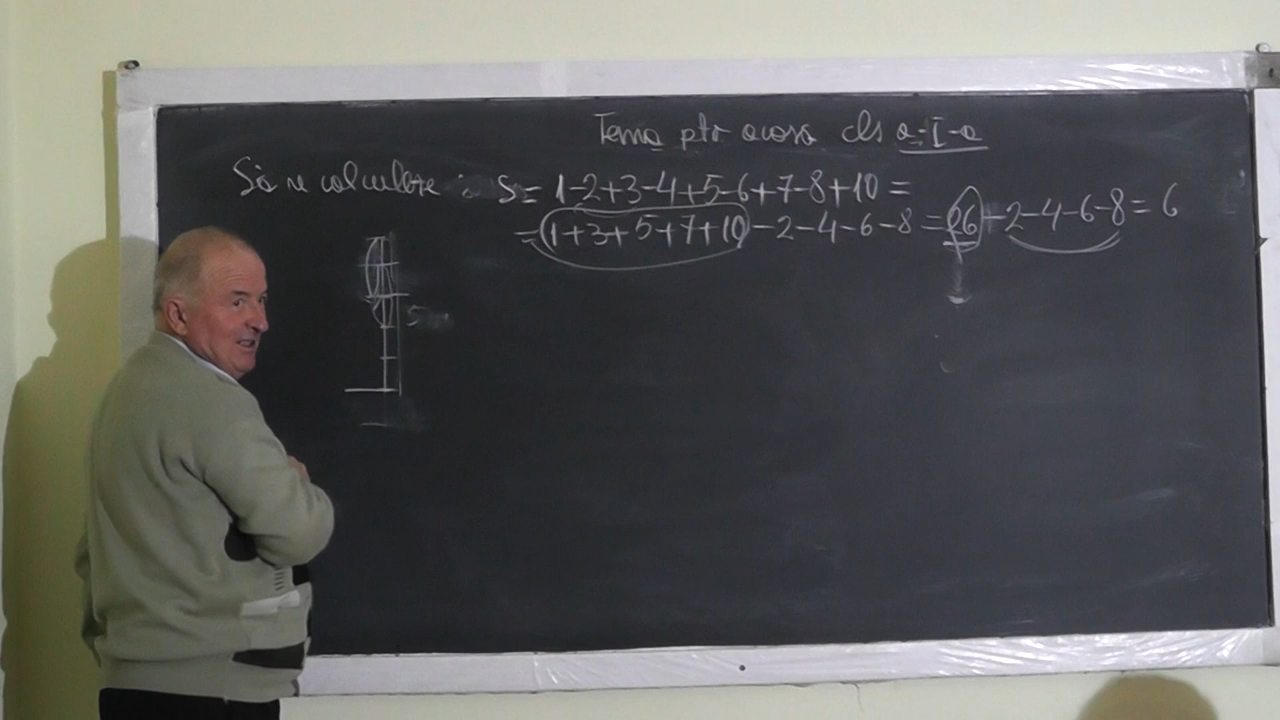 Tema ptr acasa cls a-I-a
Să se calculeze : S= 1-2+3-4+5-6+7-8+10 =
=(1+3+5+7+10)-2-4-6-8=26-2-4-6-8=6